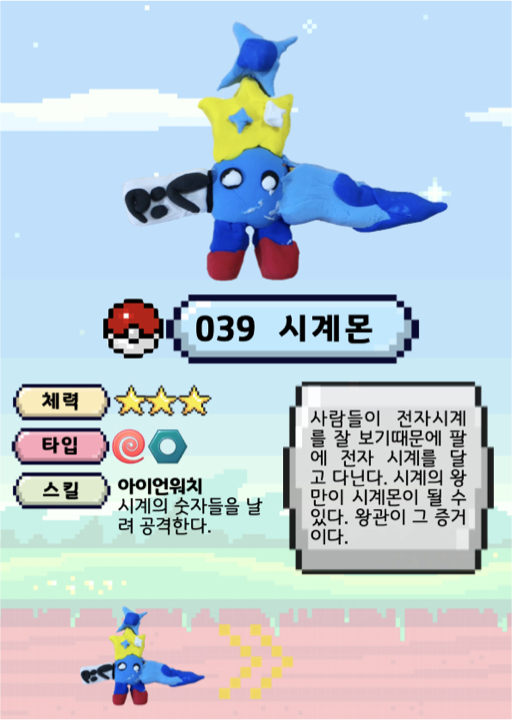 039 시계몬
체력
타입
스킬
아이언워치
시계의 숫자들을 날
려 공격한다.
사람들이 전자시계
를 잘 보기때문에 팔
에 전자 시계를 달
고 다닌다. 시계의 왕
만이 시계몬이 될 수
있다. 왕관이 그 증거
이다.